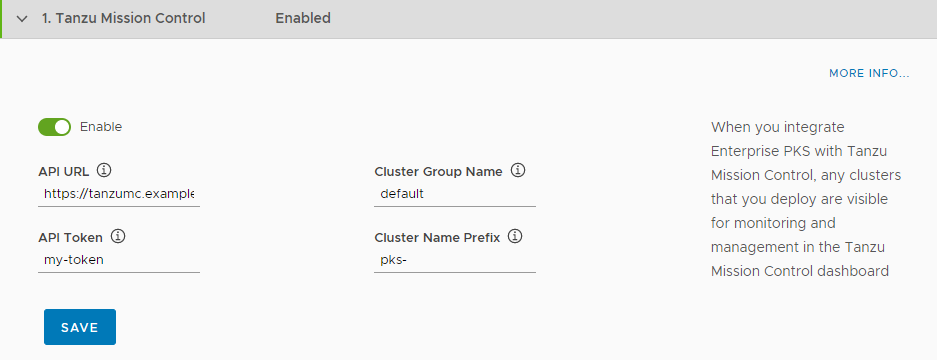 1. Tanzu Mission Control Enabled
MORE INFO...
Enable
API URL
https://tanzumc.example
Cluster Group Name
default
API Token
my-token
Cluster Name Prefix
pks-
SAVE
When you integrate
Enterprise PKS with Tanzu
Mission Control, any clusters
that you deploy are visible
for monitoring and
management in the Tanzu
Mission Control dashboard